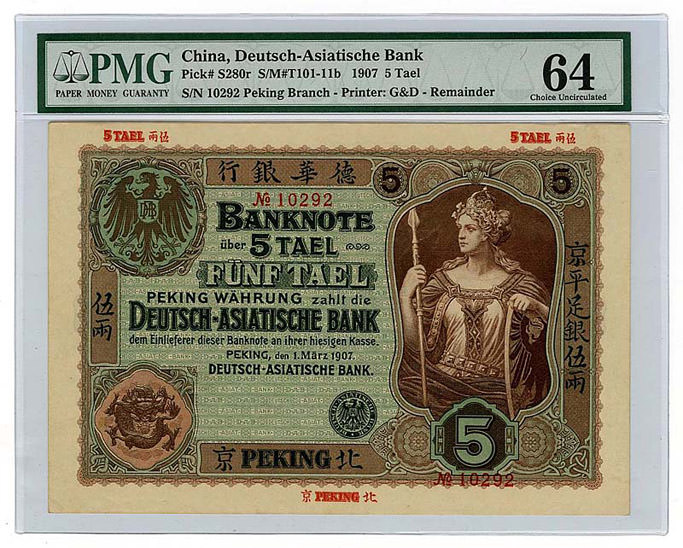 PMG
PAPER MONEY GUARANTY
China, Deutsch-Asiatische Bank
Pick# S280r S/M#T101-11b 1907 5 Tael
S/N 10292 Peking Branch - Printer: G&D - Remainder
64
Choice Uncirculated
5 TAEL 兩伍
5 TAEL 兩伍
行銀華德
5
5
№ 10292
BANKNOTE
über 5 TAEL
FÜNF TAEL
PEKING WÄHRUNG zahlt die
DEUTSCH-ASIATISCHE BANK
dem Einlieferer dieser Banknote an ihrer hiesigen Kasse.
PEKING, den 1. März 1907.
DEUTSCH-ASIATISCHE BANK.
伍兩
京平足銀伍兩
京 PEKING 北
5
№ 10292
京 PEKING 北